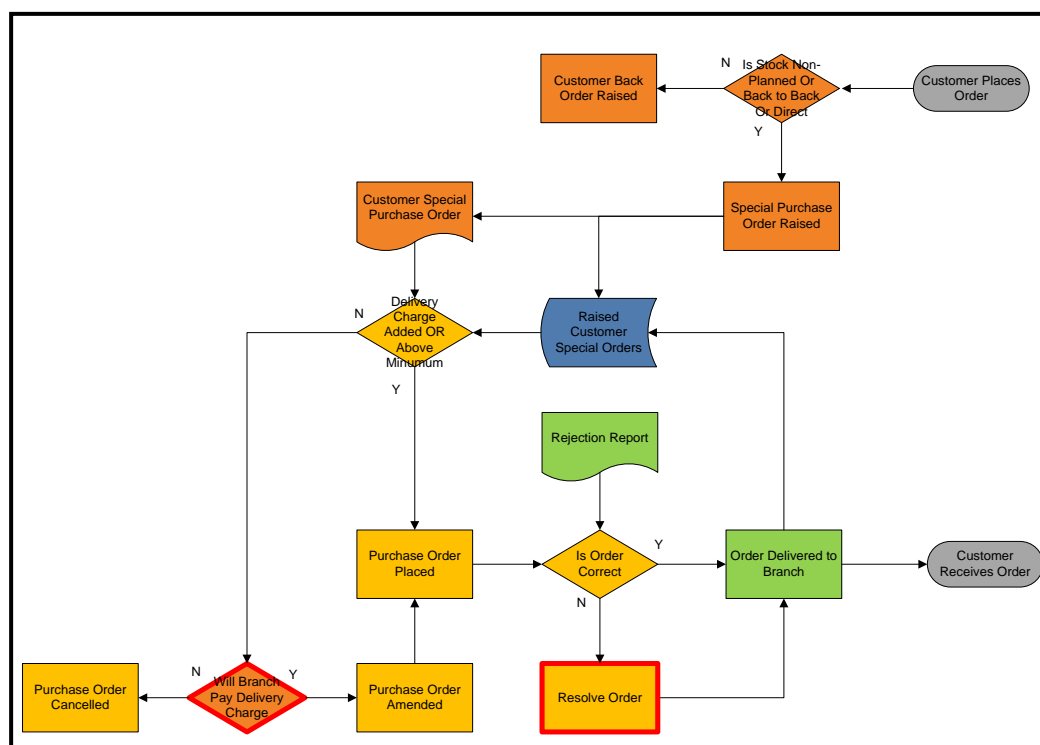 N
Is Stock Non-
Planned Or
Back to Back
Or Direct
Customer Places
Order
Customer Back
Order Raised
Y
Customer Special
Purchase Order
Special Purchase
Order Raised
N
Delivery
Charge
Added OR
Above
Minumum
Raised
Customer
Special Orders
Y
Rejection Report
Purchase Order
Placed
Is Order
Correct
Y
Order Delivered to
Branch
Customer
Receives Order
N
Purchase Order
Cancelled
N
Will Branch
Pay Delivery
Charge
Y
Purchase Order
Amended
Resolve Order